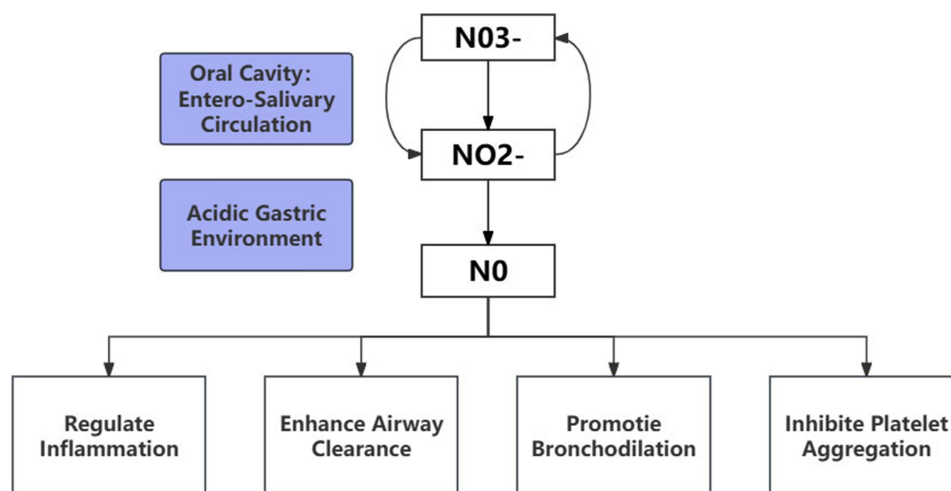 N03-
Oral Cavity:
Entero-Salivary
Circulation
NO2-
Acidic Gastric
Environment
N0
Regulate
Inflammation
Enhance Airway
Clearance
Promotie
Bronchodilation
Inhibite Platelet
Aggregation